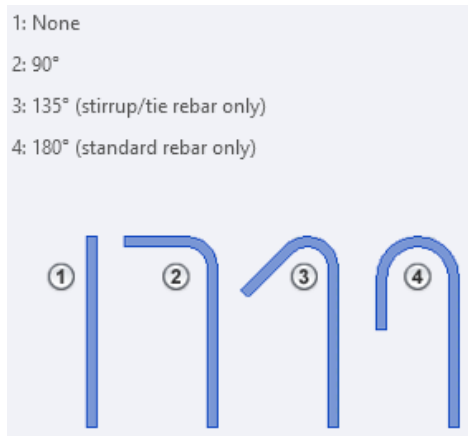 1: None
2: 90°
3: 135° (stirrup/tie rebar only)
4: 180° (standard rebar only)
1 2 3 4